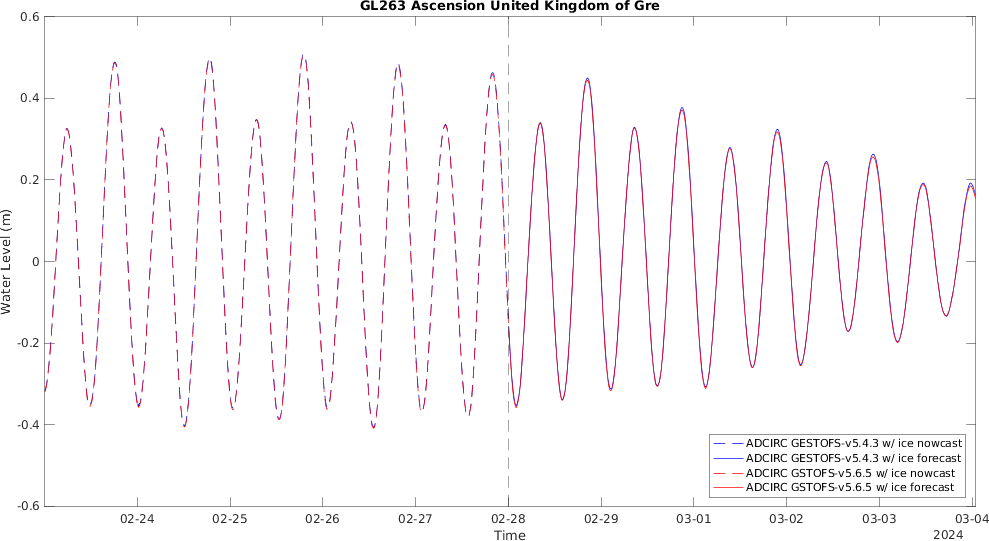 GL263 Ascension United Kingdom of Gre
0.6
0.4
0.2
0
-0.2
-0.4
-0.6
Water Level (m)
02-24 02-25 02-26 02-27 02-28 02-29 03-01 03-02 03-03 03-04
Time
2024
ADCIRC GESTOFS-v5.4.3 w/ ice nowcast
ADCIRC GESTOFS-v5.4.3 w/ ice forecast
ADCIRC GSTOFS-v5.6.5 w/ ice nowcast
ADCIRC GSTOFS-v5.6.5 w/ ice forecast